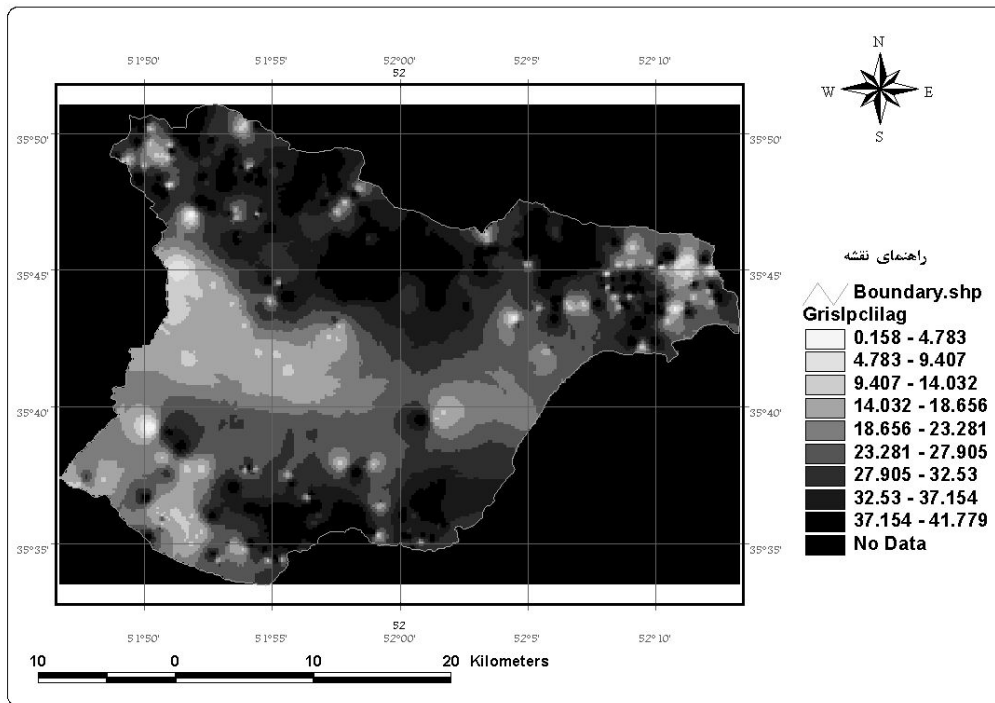 N
W E
S
51°50' 51°55' 52°00' 52°5' 52°10'
52
35°50' 35°50'
35°45' 35°45'
35°40' 35°40'
35°35' 35°35'
52
51°50' 51°55' 52°00' 52°5' 52°10'
راهنمای نقشه
Boundary.shp
Grislpclilag
0.158 - 4.783
4.783 - 9.407
9.407 - 14.032
14.032 - 18.656
18.656 - 23.281
23.281 - 27.905
27.905 - 32.53
32.53 - 37.154
37.154 - 41.779
No Data
10 0 10 20 Kilometers